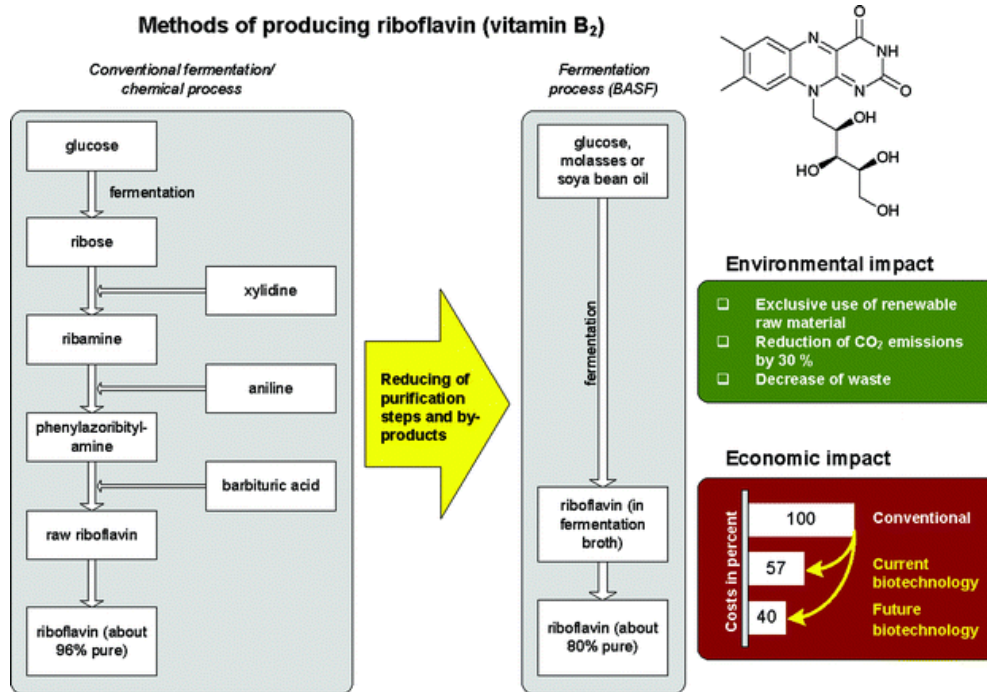 Methods of producing riboflavin (vitamin B₂)
Conventional fermentation/
chemical process
glucose
fermentation
ribose
xylidine
ribamine
aniline
phenylazoribityl-
amine
barbituric acid
raw riboflavin
riboflavin (about
96% pure)
Reducing of
purification
steps and by-
products
Fermentation
process (BASF)
glucose,
molasses or
soya bean oil
fermentation
riboflavin (in
fermentation
broth)
riboflavin (about
80% pure)
O
N
NH
N
N
O
OH
HO
OH
OH
Environmental impact
❑ Exclusive use of renewable
raw material
❑ Reduction of CO₂ emissions
by 30 %
❑ Decrease of waste
Economic impact
Costs in percent
100
Conventional
57
Current
biotechnology
40
Future
biotechnology